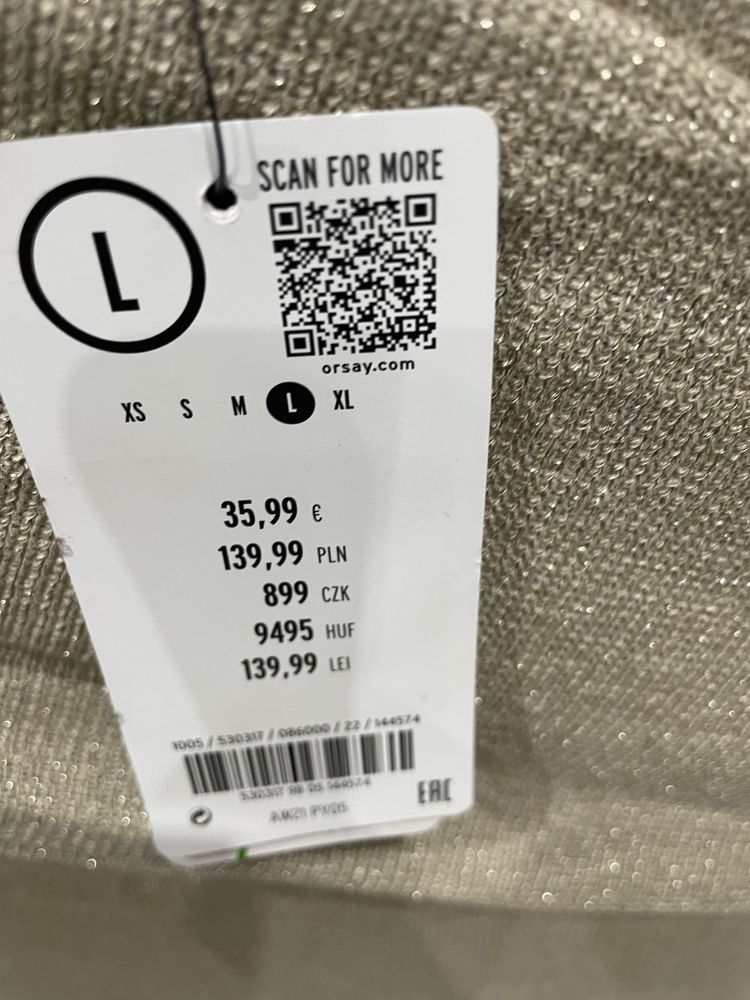 SCAN FOR MORE
L
orsay.com
XS S M L XL
35,99 €
139,99 PLN
899 CZK
9495 HUF
139,99 LEI
1005 / 530317 / 086000 / 22 / 144574
EAC